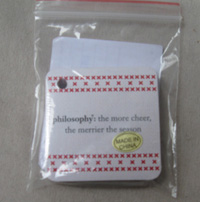 philosophy: the more cheer,
the merrier the season
MADE IN
CHINA